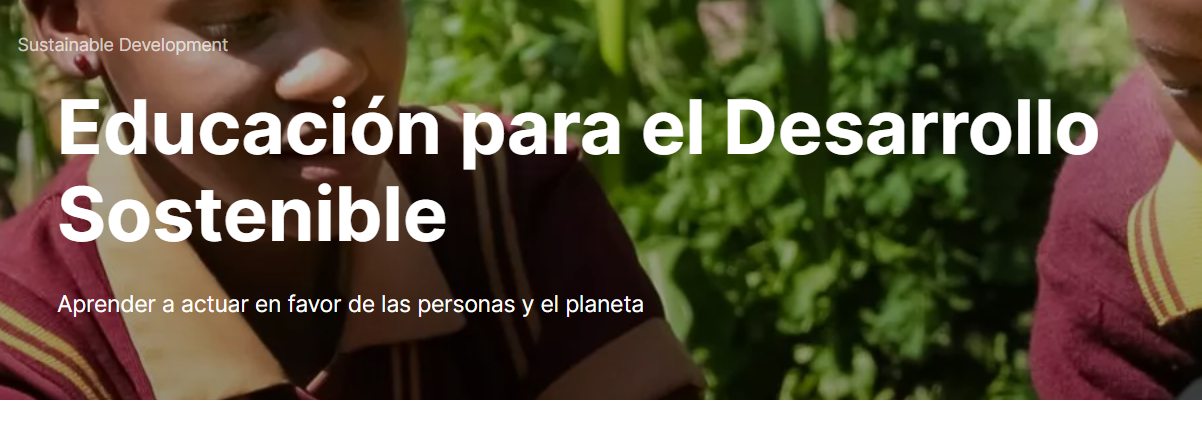 Sustainable Development
Educación para el Desarrollo
Sostenible
Aprender a actuar en favor de las personas y el planeta